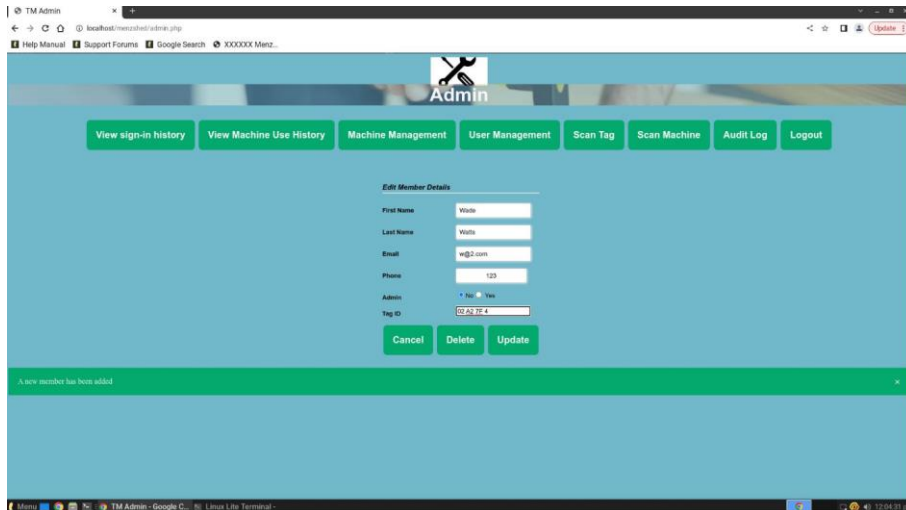 TM Admin
localhost/menzshed/admin.php
Update
Help Manual Support Forums Google Search XXXXXX Menz...
Admin
View sign-in history View Machine Use History Machine Management User Management Scan Tag Scan Machine Audit Log Logout
Edit Member Details
First Name Wade
Last Name Watts
Email w@2.com
Phone 123
Admin No Yes
Tag ID 02 A2 7F 4
Cancel Delete Update
A new member has been added
Menu TM Admin - Google C... Linux Lite Terminal - 12:04:31